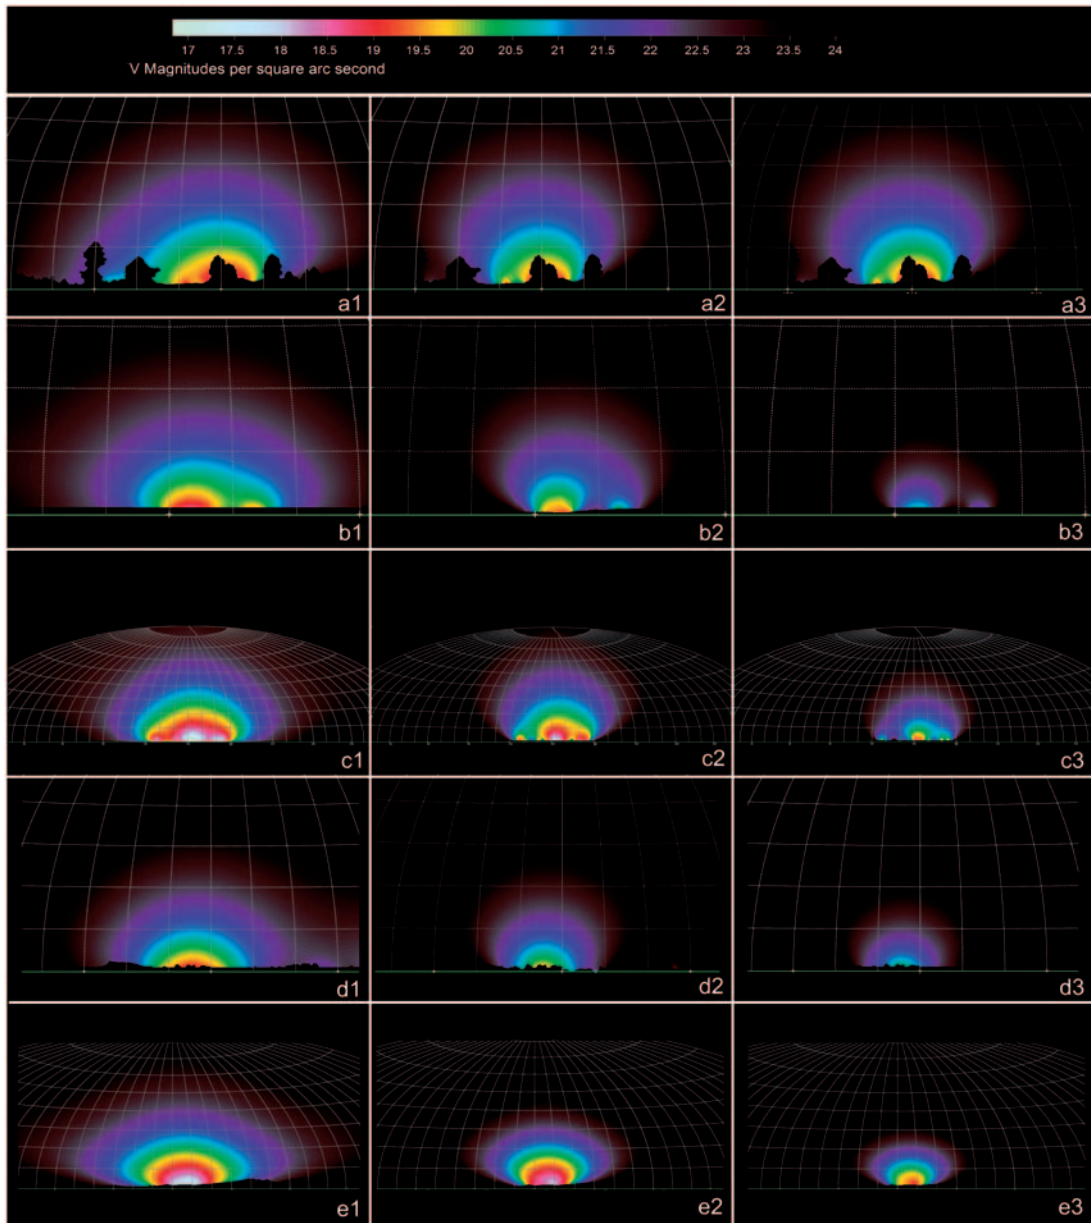 17 17.5 18 18.5 19 19.5 20 20.5 21 21.5 22 22.5 23 23.5 24
V Magnitudes per square arc second
a1 a2 a3
b1 b2 b3
c1 c2 c3
d1 d2 d3
e1 e2 e3